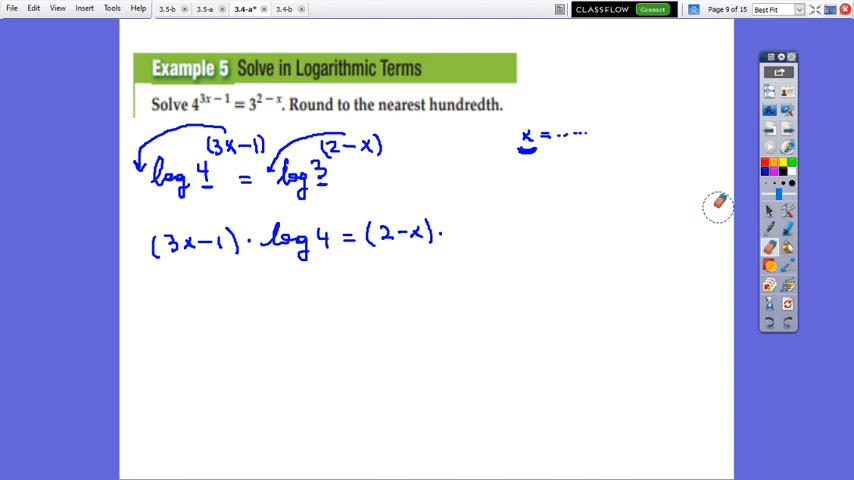 File Edit View Insert Tools Help 3.5-b 3.5-a 3.4-a* 3.4-b CLASSFLOW Connect Page 9 of 15 Best Fit
Example 5 Solve in Logarithmic Terms
Solve 4^{3x − 1} = 3^{2 − x}. Round to the nearest hundredth.
x = ......
log 4^{(3x−1)} = log 3^{(2−x)}
(3x−1) · log 4 = (2−x) ·